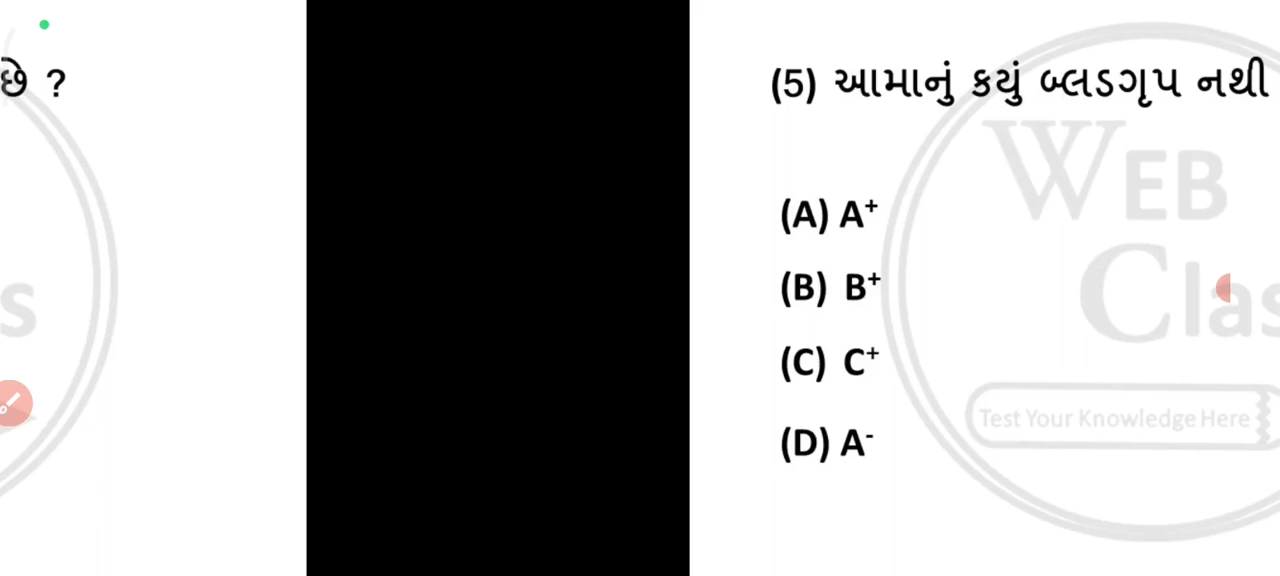 છે ?
(5) આમાનું કયું બ્લડગૃપ નથી
(A) A⁺
(B) B⁺
(C) C⁺
(D) A⁻
WEB
Clas
Test Your Knowledge Here
s